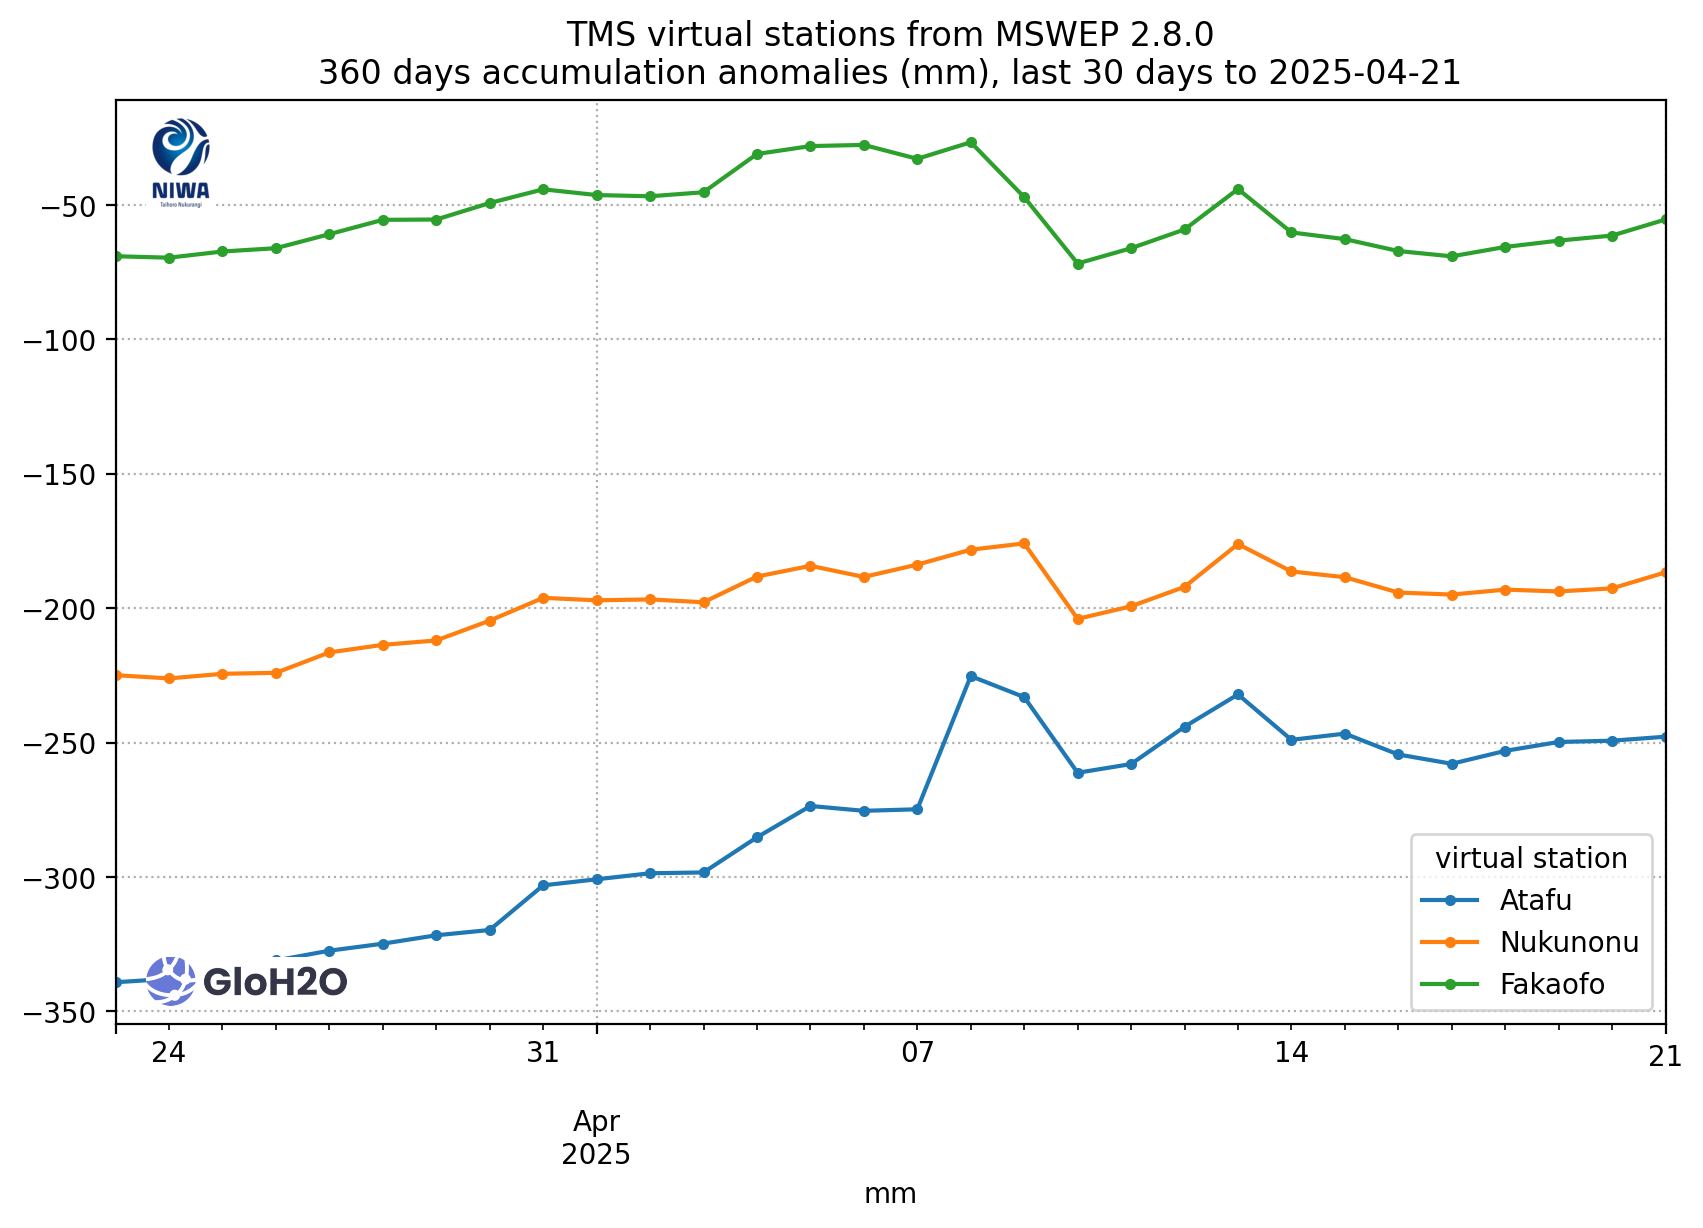 TMS virtual stations from MSWEP 2.8.0
360 days accumulation anomalies (mm), last 30 days to 2025-04-21
NIWA
Taihoro Nukurangi
−50
−100
−150
−200
−250
−300
−350
virtual station
Atafu
Nukunonu
Fakaofo
GloH2O
24
31
07
14
21
Apr
2025
mm